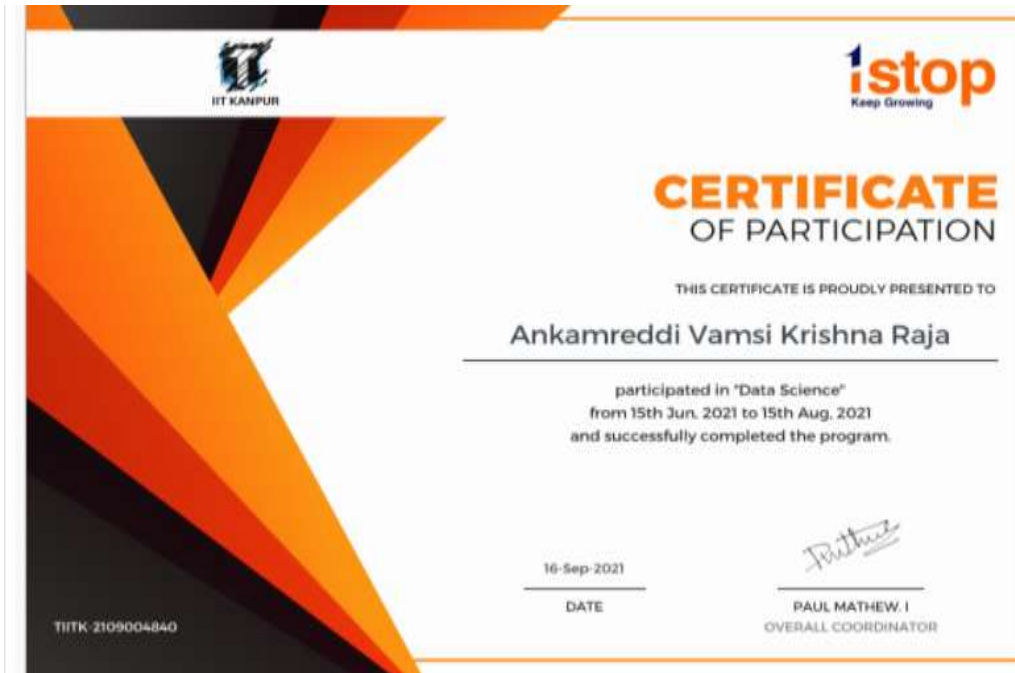 IIT KANPUR
1stop
Keep Growing
CERTIFICATE
OF PARTICIPATION
THIS CERTIFICATE IS PROUDLY PRESENTED TO
Ankamreddi Vamsi Krishna Raja
participated in "Data Science"
from 15th Jun, 2021 to 15th Aug, 2021
and successfully completed the program.
16-Sep-2021
DATE
PAUL MATHEW. I
OVERALL COORDINATOR
TIITK-2109004840